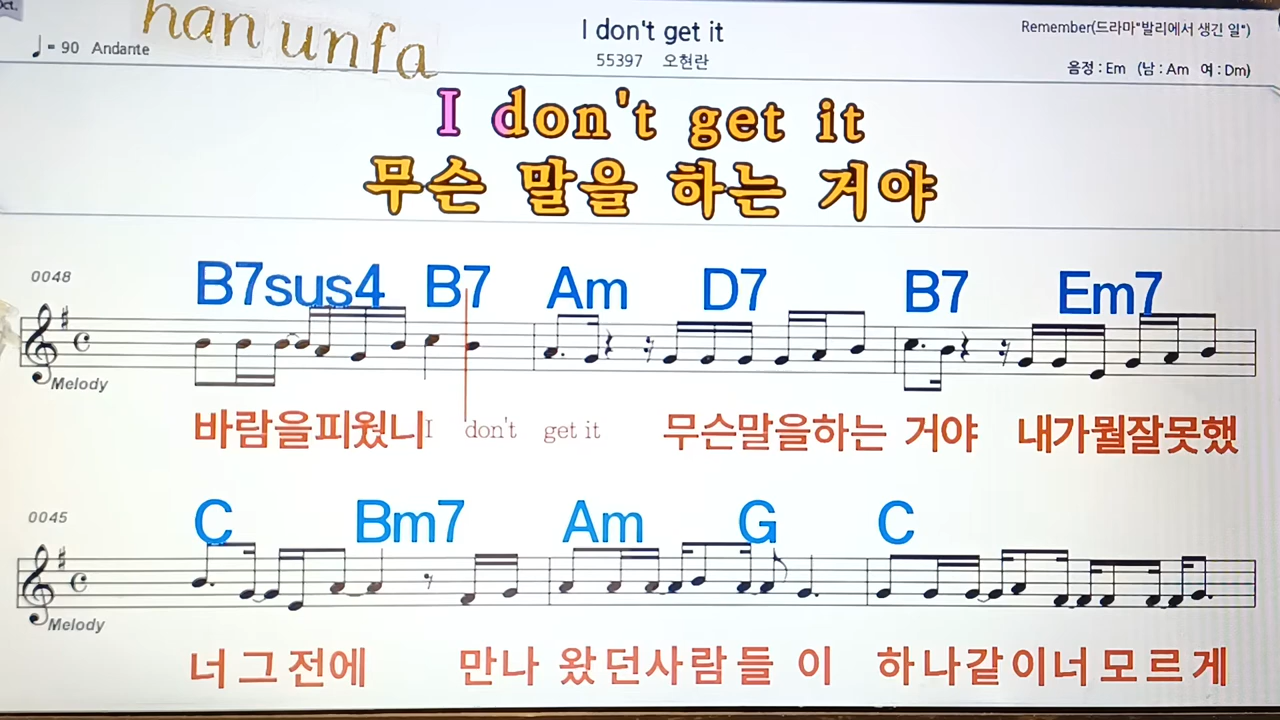 Oct.
han unfa
I don't get it
Remember(드라마"발리에서 생긴 일")
♩= 90 Andante
55397 오현란
음정 : Em (남 : Am 여 : Dm)
I don't get it
무슨 말을 하는 거야
0048
B7sus4 B7 Am D7 B7 Em7
Melody
바람을피웠니I don't get it 무슨말을하는 거야 내가뭘잘못했
0045
C Bm7 Am G C
Melody
너그전에 만나 왔던사람들 이 하나같이너모르게